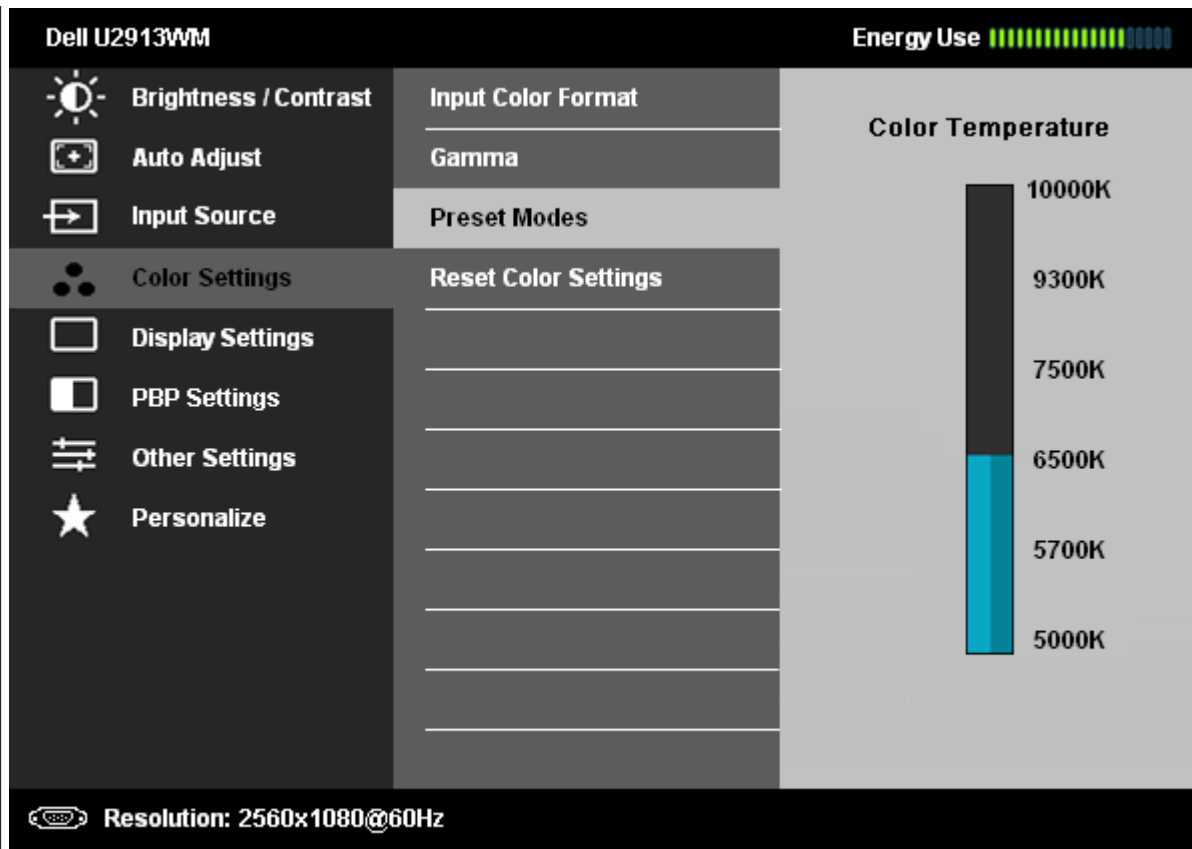 Dell U2913WM
Energy Use
Brightness / Contrast
Auto Adjust
Input Source
Color Settings
Display Settings
PBP Settings
Other Settings
Personalize
Input Color Format
Gamma
Preset Modes
Reset Color Settings
Color Temperature
10000K
9300K
7500K
6500K
5700K
5000K
Resolution: 2560x1080@60Hz